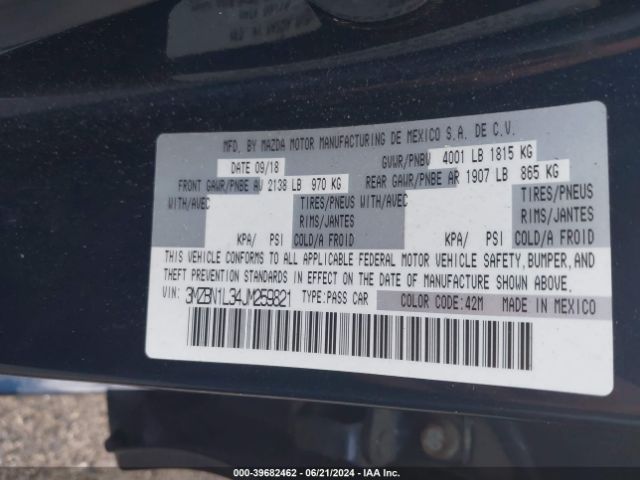 MFD. BY MAZDA MOTOR MANUFACTURING DE MEXICO S.A. DE C.V.
DATE 09/18 GVWR/PNBV 4001 LB 1815 KG
FRONT GAWR/PNBE AV 2138 LB 970 KG REAR GAWR/PNBE AR 1907 LB 865 KG
WITH/AVEC TIRES/PNEUS WITH/AVEC TIRES/PNEUS
RIMS/JANTES RIMS/JANTES
KPA/ PSI COLD/A FROID KPA/ PSI COLD/A FROID
THIS VEHICLE CONFORMS TO ALL APPLICABLE FEDERAL MOTOR VEHICLE SAFETY, BUMPER, AND
THEFT PREVENTION STANDARDS IN EFFECT ON THE DATE OF MANUFACTURE SHOWN ABOVE.
VIN: 3MZBN1L34JM259821 TYPE:PASS CAR COLOR CODE:42M MADE IN MEXICO
000-39682462 - 06/21/2024 - IAA Inc.